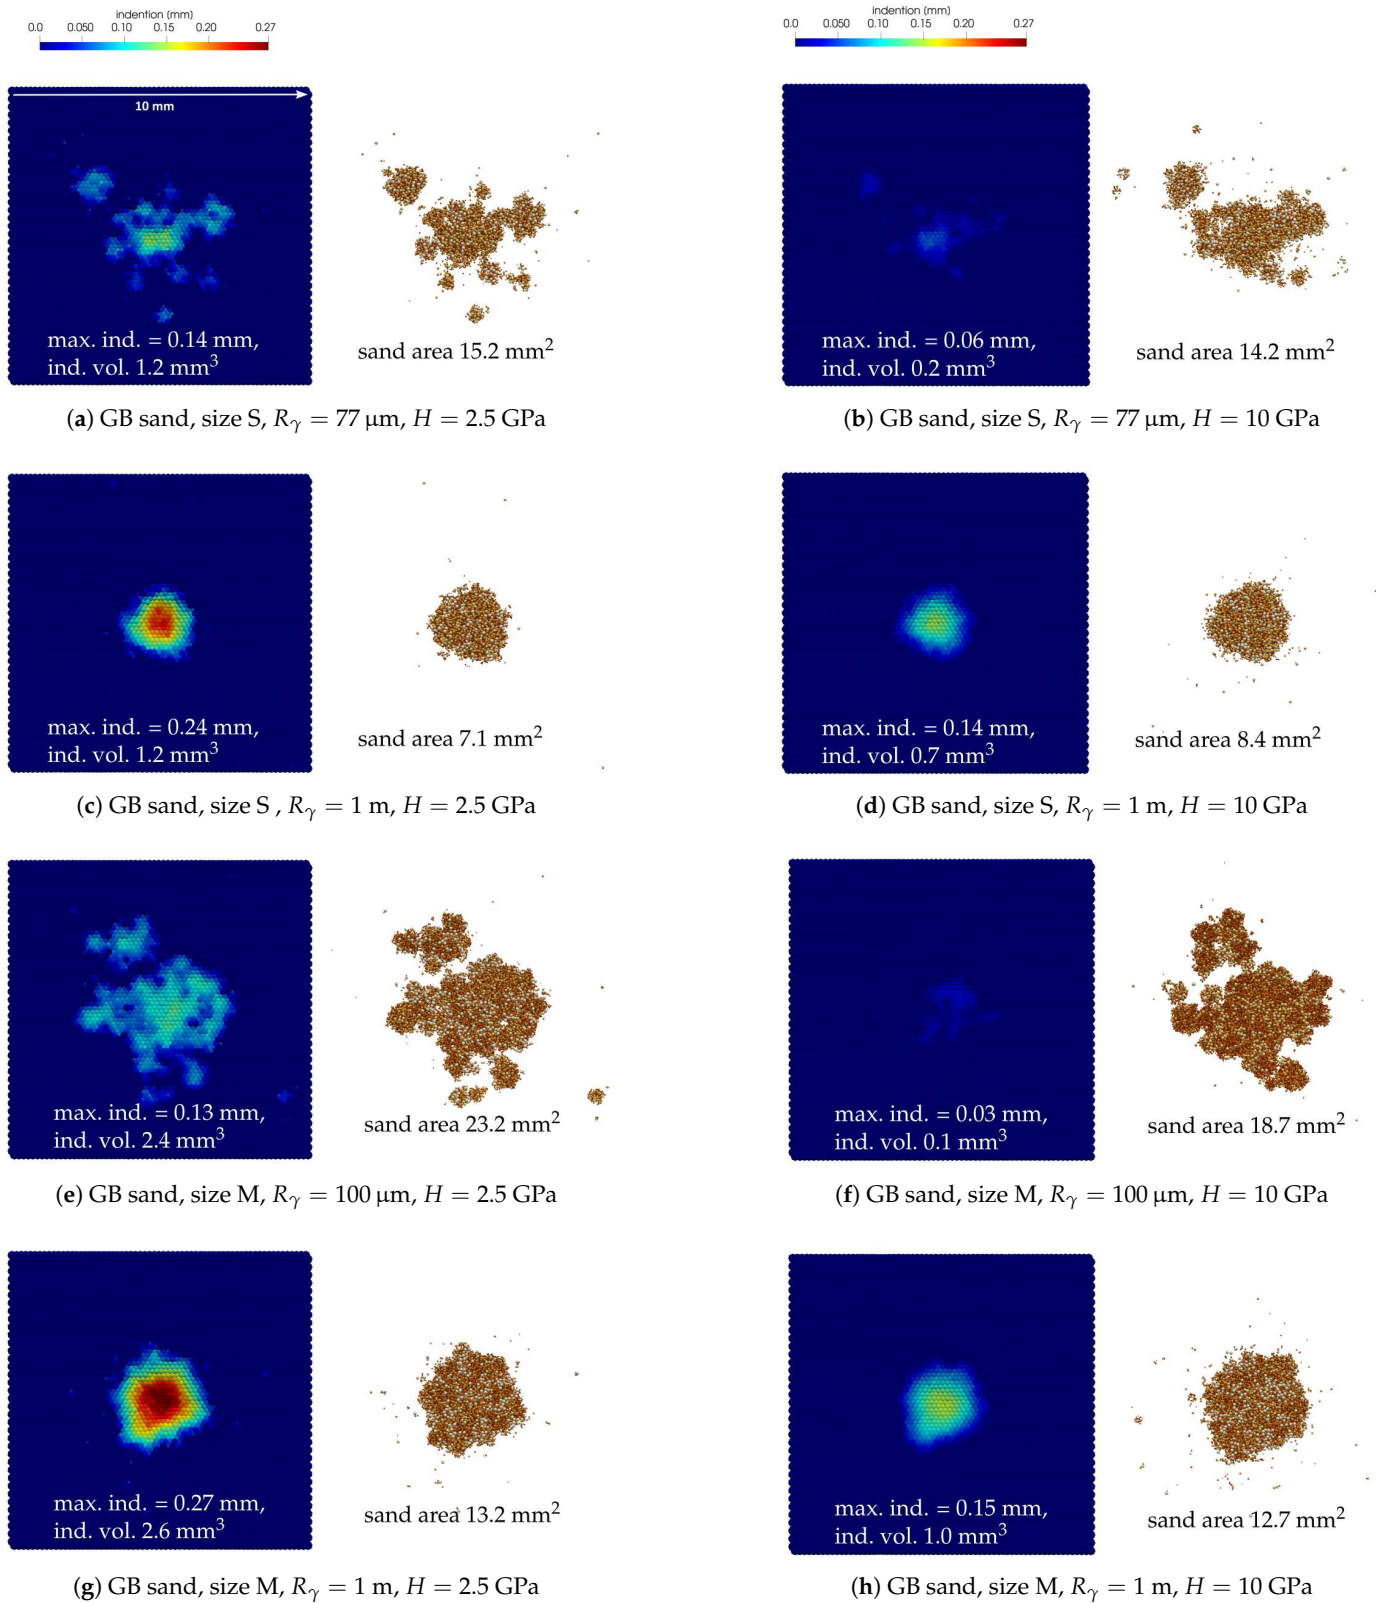 indention [mm]
0.0 0.050 0.10 0.15 0.20 0.27
indention [mm]
0.0 0.050 0.10 0.15 0.20 0.27
10 mm
max. ind. = 0.14 mm,
ind. vol. 1.2 mm³
sand area 15.2 mm²
max. ind. = 0.06 mm,
ind. vol. 0.2 mm³
sand area 14.2 mm²
(a) GB sand, size S, Rγ = 77 µm, H = 2.5 GPa
(b) GB sand, size S, Rγ = 77 µm, H = 10 GPa
max. ind. = 0.24 mm,
ind. vol. 1.2 mm³
sand area 7.1 mm²
max. ind. = 0.14 mm,
ind. vol. 0.7 mm³
sand area 8.4 mm²
(c) GB sand, size S , Rγ = 1 m, H = 2.5 GPa
(d) GB sand, size S, Rγ = 1 m, H = 10 GPa
max. ind. = 0.13 mm,
ind. vol. 2.4 mm³
sand area 23.2 mm²
max. ind. = 0.03 mm,
ind. vol. 0.1 mm³
sand area 18.7 mm²
(e) GB sand, size M, Rγ = 100 µm, H = 2.5 GPa
(f) GB sand, size M, Rγ = 100 µm, H = 10 GPa
max. ind. = 0.27 mm,
ind. vol. 2.6 mm³
sand area 13.2 mm²
max. ind. = 0.15 mm,
ind. vol. 1.0 mm³
sand area 12.7 mm²
(g) GB sand, size M, Rγ = 1 m, H = 2.5 GPa
(h) GB sand, size M, Rγ = 1 m, H = 10 GPa